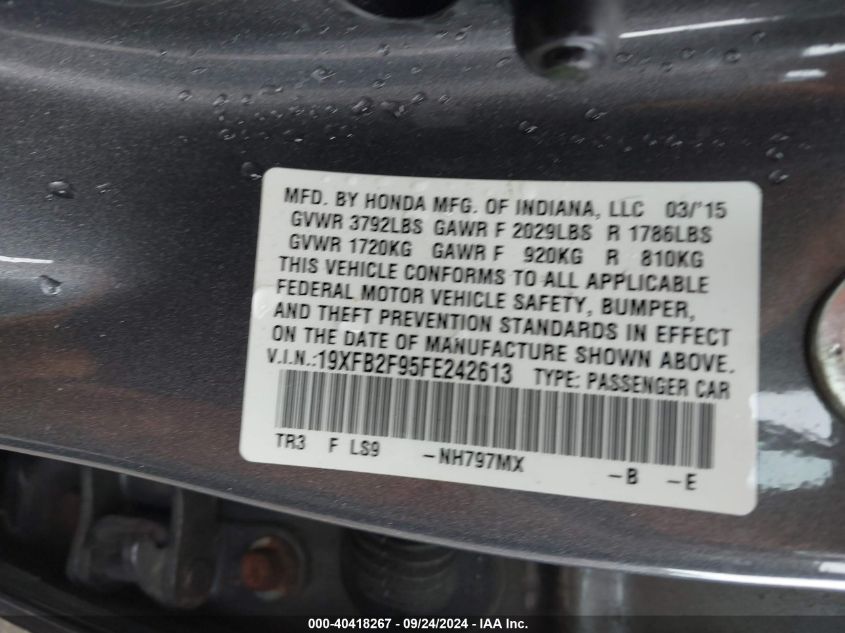 MFD. BY HONDA MFG. OF INDIANA, LLC 03/'15
GVWR 3792LBS GAWR F 2029LBS R 1786LBS
GVWR 1720KG GAWR F 920KG R 810KG
THIS VEHICLE CONFORMS TO ALL APPLICABLE
FEDERAL MOTOR VEHICLE SAFETY, BUMPER,
AND THEFT PREVENTION STANDARDS IN EFFECT
ON THE DATE OF MANUFACTURE SHOWN ABOVE.
V.I.N.:19XFB2F95FE242613 TYPE: PASSENGER CAR
TR3 F LS9 -NH797MX -B -E
000-40418267 - 09/24/2024 - IAA Inc.